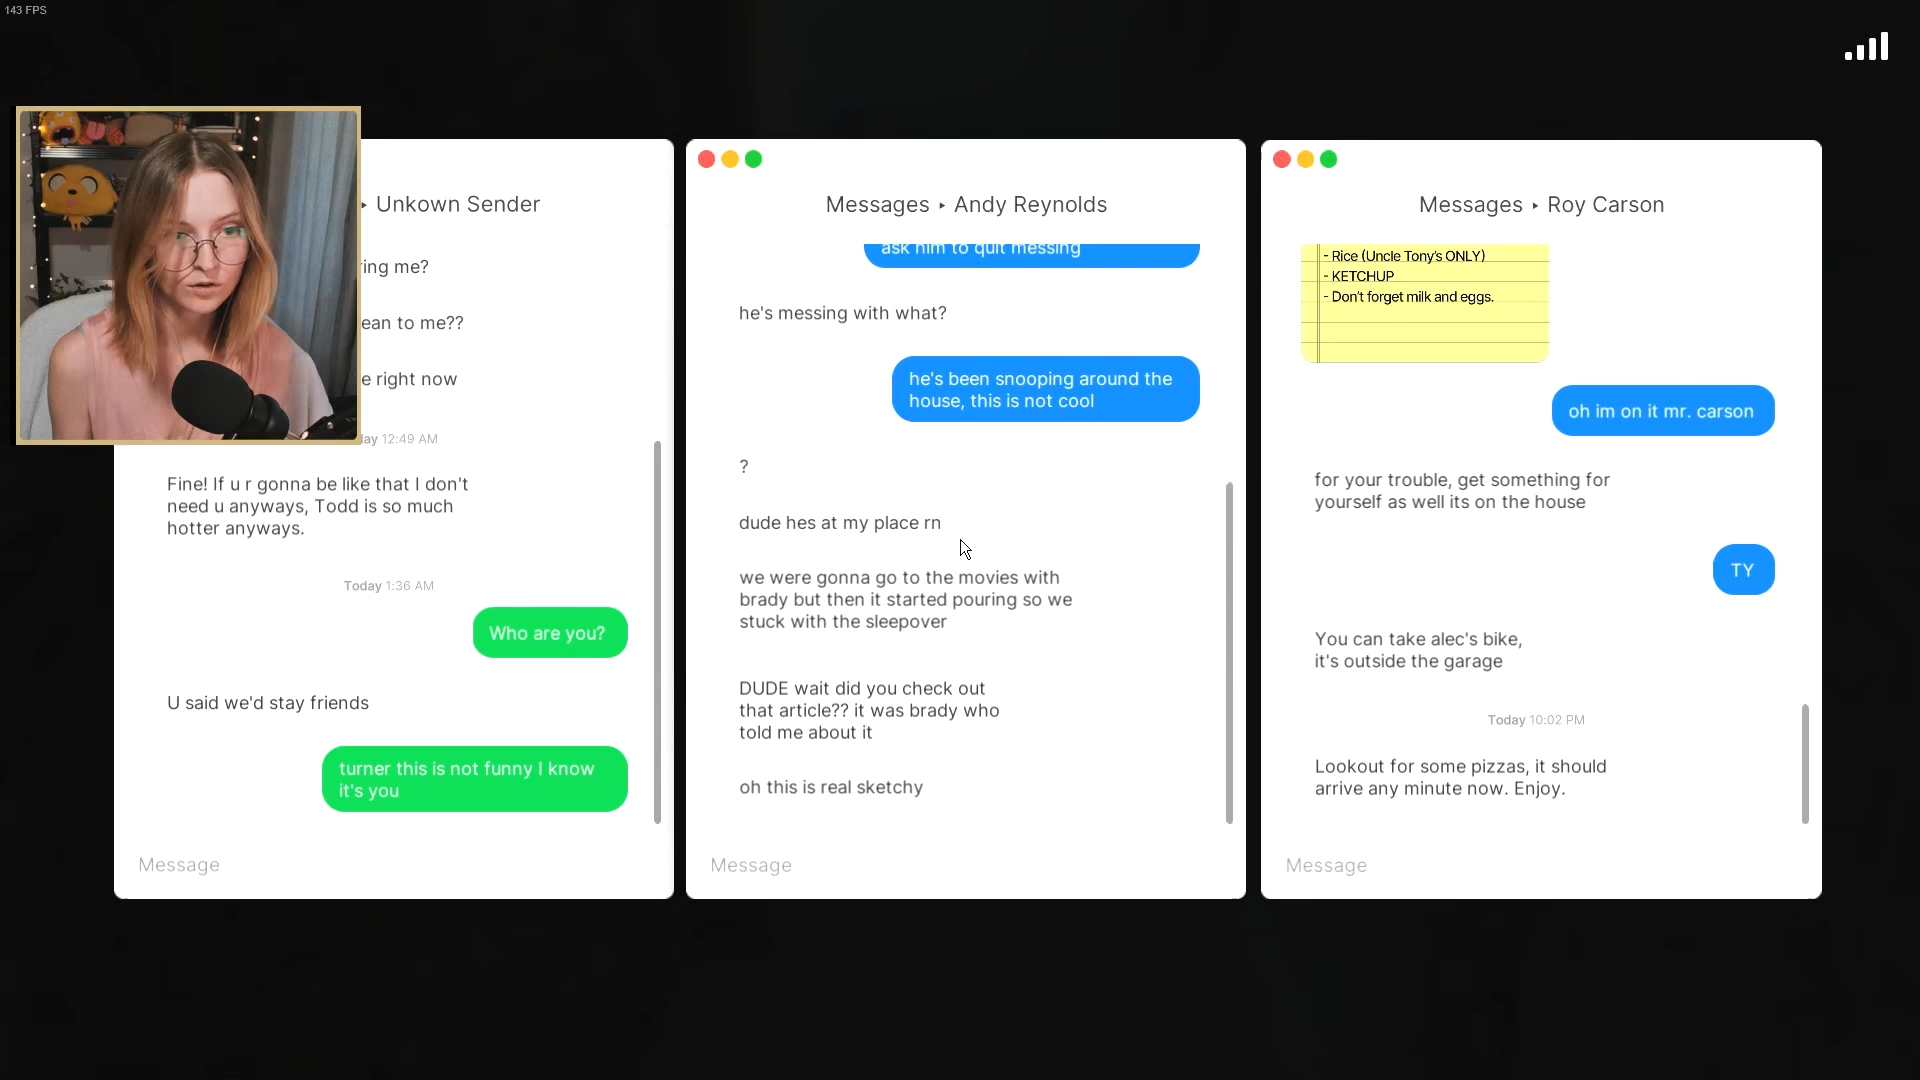 143 FPS
Unkown Sender
ring me?
ean to me??
e right now
ay 12:49 AM
Fine! If u r gonna be like that I don't
need u anyways, Todd is so much
hotter anyways.
Today 1:36 AM
Who are you?
U said we'd stay friends
turner this is not funny I know
it's you
Message
Messages ‣ Andy Reynolds
ask him to quit messing
he's messing with what?
he's been snooping around the
house, this is not cool
?
dude hes at my place rn
we were gonna go to the movies with
brady but then it started pouring so we
stuck with the sleepover
DUDE wait did you check out
that article?? it was brady who
told me about it
oh this is real sketchy
Message
Messages ‣ Roy Carson
- Rice (Uncle Tony's ONLY)
- KETCHUP
- Don't forget milk and eggs.
oh im on it mr. carson
for your trouble, get something for
yourself as well its on the house
TY
You can take alec's bike,
it's outside the garage
Today 10:02 PM
Lookout for some pizzas, it should
arrive any minute now. Enjoy.
Message